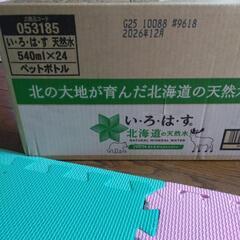 053185
い・ろ・は・す 天然水
540ml×24
ペットボトル
G25 10088 #9618
2026年12月
北の大地が育んだ北海道の天然水
い・ろ・は・す
北海道の天然水
NATURAL MINERAL WATER